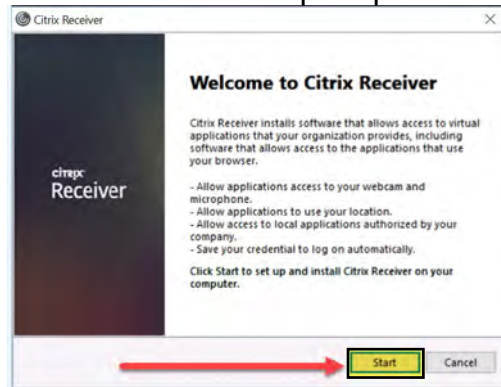 Citrix Receiver
Welcome to Citrix Receiver
Citrix Receiver installs software that allows access to virtual
applications that your organization provides, including
software that allows access to the applications that use
your browser.
citrix
Receiver
- Allow applications access to your webcam and
microphone.
- Allow applications to use your location.
- Allow access to local applications authorized by your
company.
- Save your credential to log on automatically.
Click Start to set up and install Citrix Receiver on your
computer.
Start
Cancel